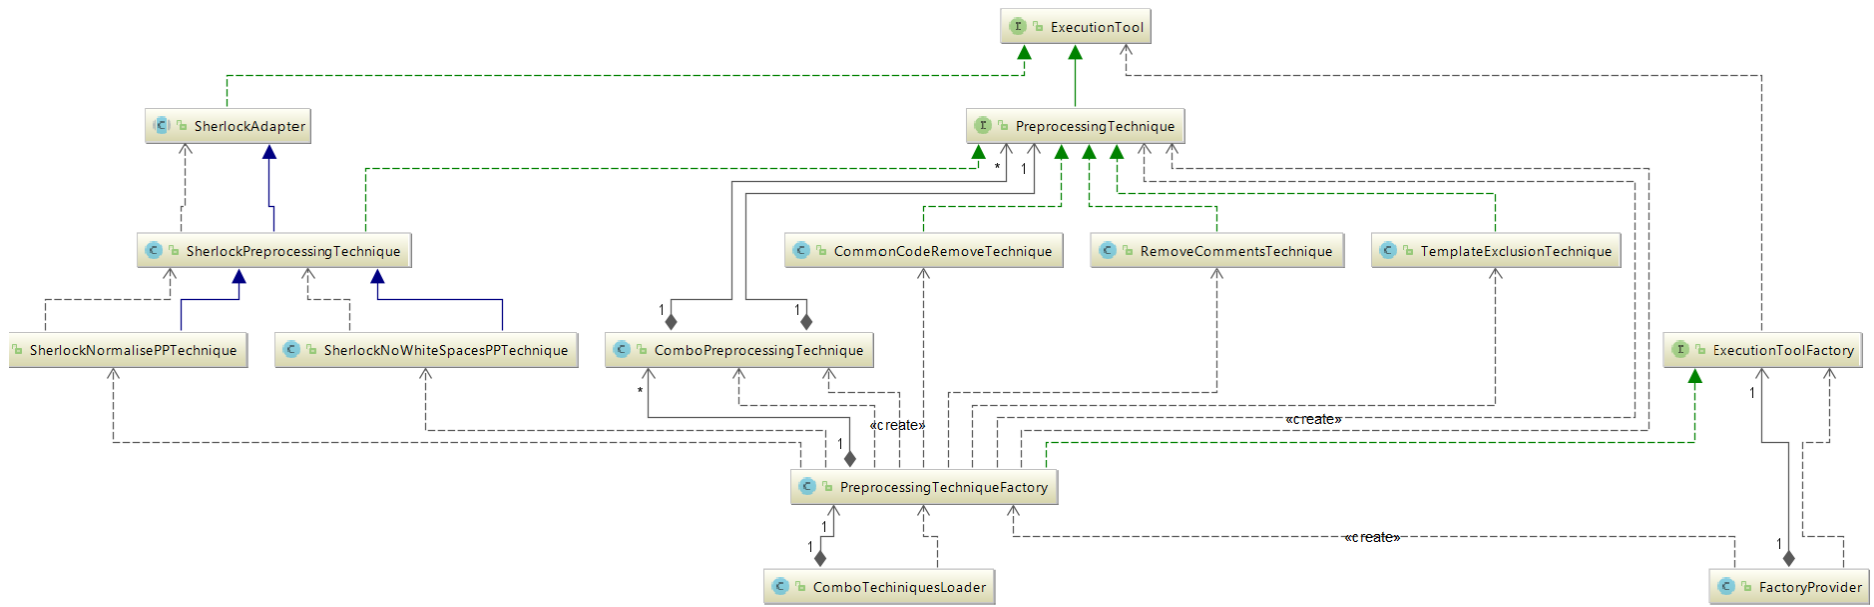 ExecutionTool
SherlockAdapter
PreprocessingTechnique
* 1
SherlockPreprocessingTechnique
CommonCodeRemoveTechnique
RemoveCommentsTechnique
TemplateExclusionTechnique
1 1
SherlockNormalisePPTechnique
SherlockNoWhiteSpacesPPTechnique
ComboPreprocessingTechnique
ExecutionToolFactory
* 1
«create» «create»
1
PreprocessingTechniqueFactory
1
1 «create» 1
ComboTechiniquesLoader
FactoryProvider